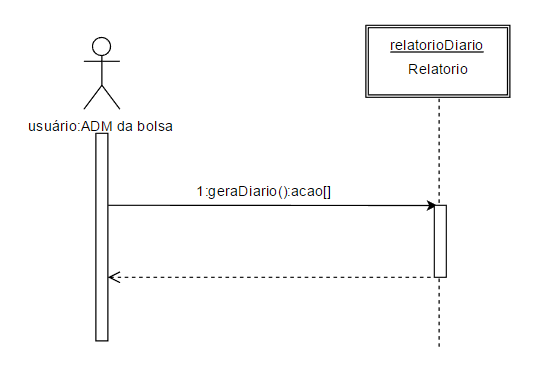 relatorioDiario
Relatorio
usuário:ADM da bolsa
1:geraDiario():acao[]